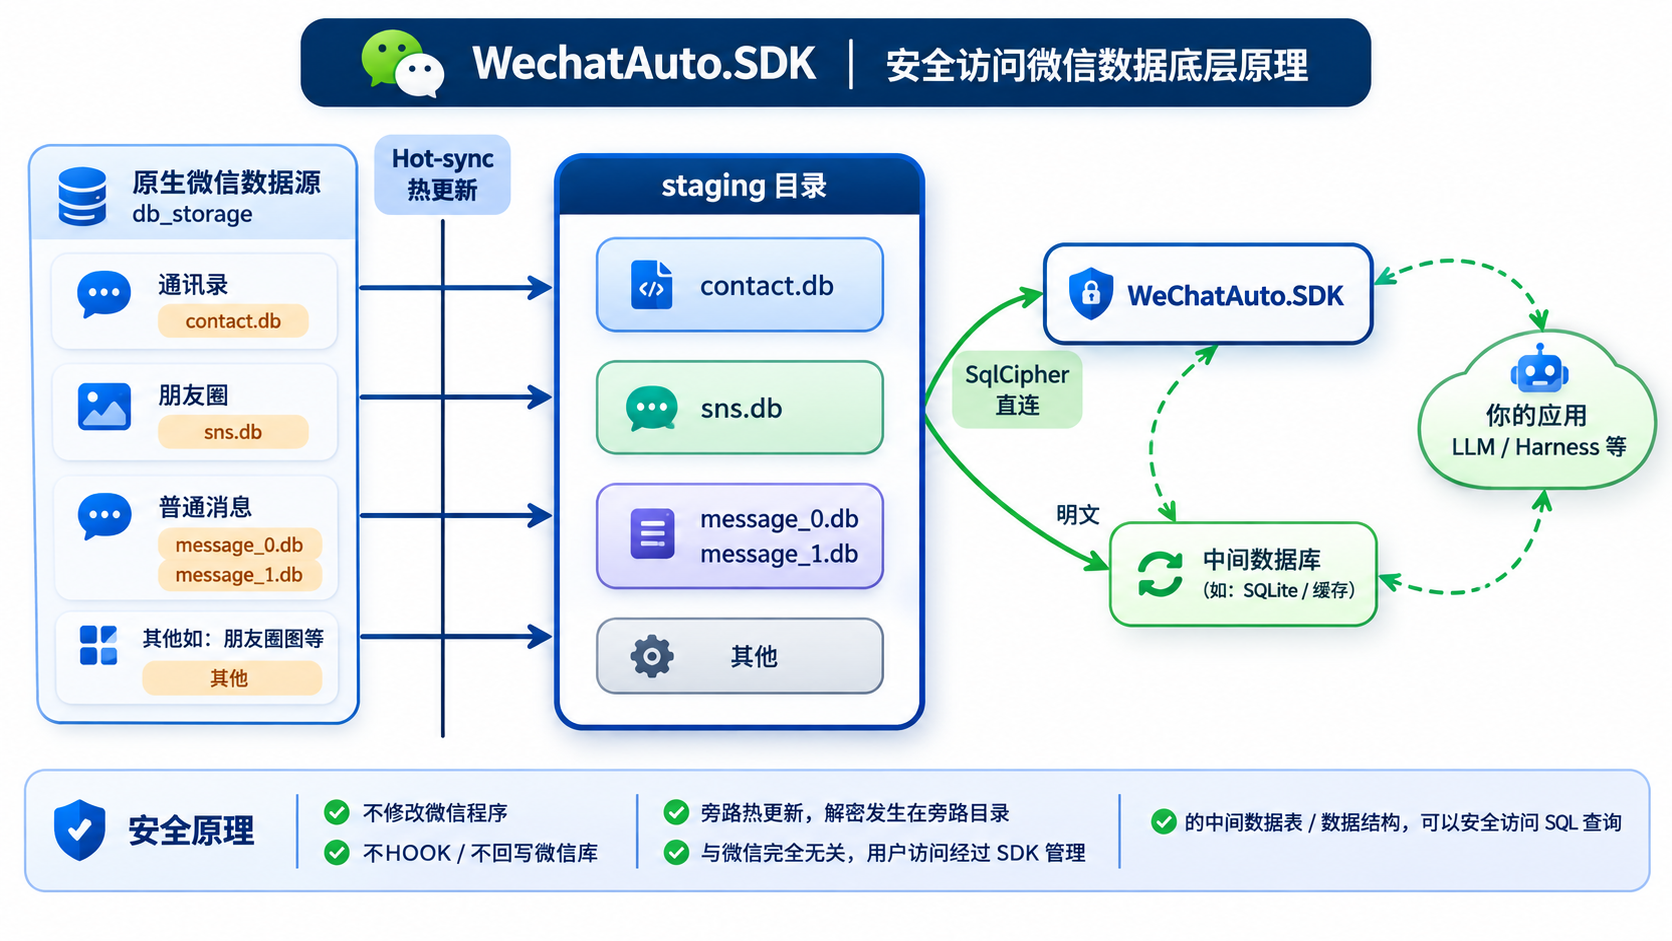 WechatAuto.SDK | 安全访问微信数据底层原理
原生微信数据源
db_storage
通讯录
contact.db
朋友圈
sns.db
普通消息
message_0.db
message_1.db
其他如：朋友圈图等
其他
Hot-sync
热更新
staging 目录
contact.db
sns.db
message_0.db
message_1.db
其他
SqlCipher
直连
明文
WeChatAuto.SDK
中间数据库
（如：SQLite / 缓存）
你的应用
LLM / Harness 等
安全原理
不修改微信程序
不HOOK / 不回写微信库
旁路热更新，解密发生在旁路目录
与微信完全无关，用户访问经过 SDK 管理
的中间数据表 / 数据结构，可以安全访问 SQL 查询